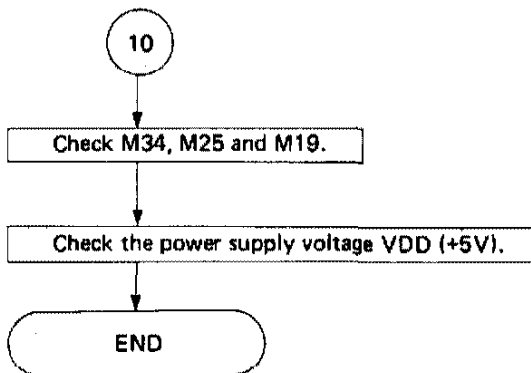 10
Check M34, M25 and M19.
Check the power supply voltage VDD (+5V).
END